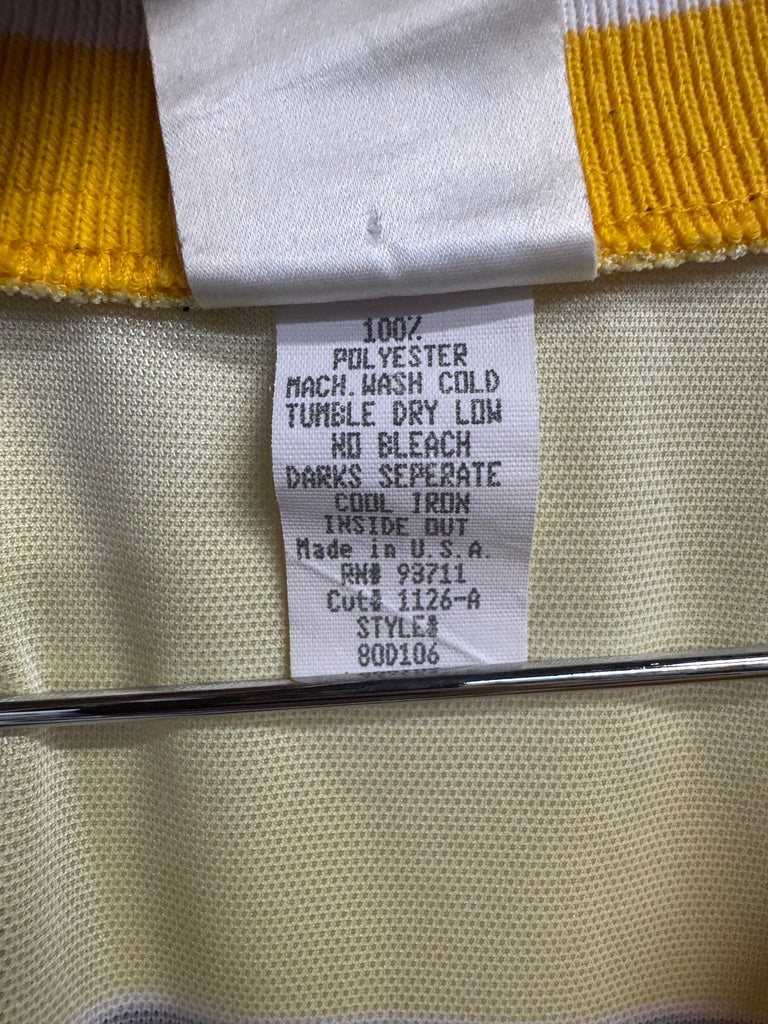 100%
POLYESTER
MACH. WASH COLD
TUMBLE DRY LOW
NO BLEACH
DARKS SEPERATE
COOL IRON
INSIDE OUT
Made in U.S.A.
RN# 93711
Cut# 1126-A
STYLE#
80D106